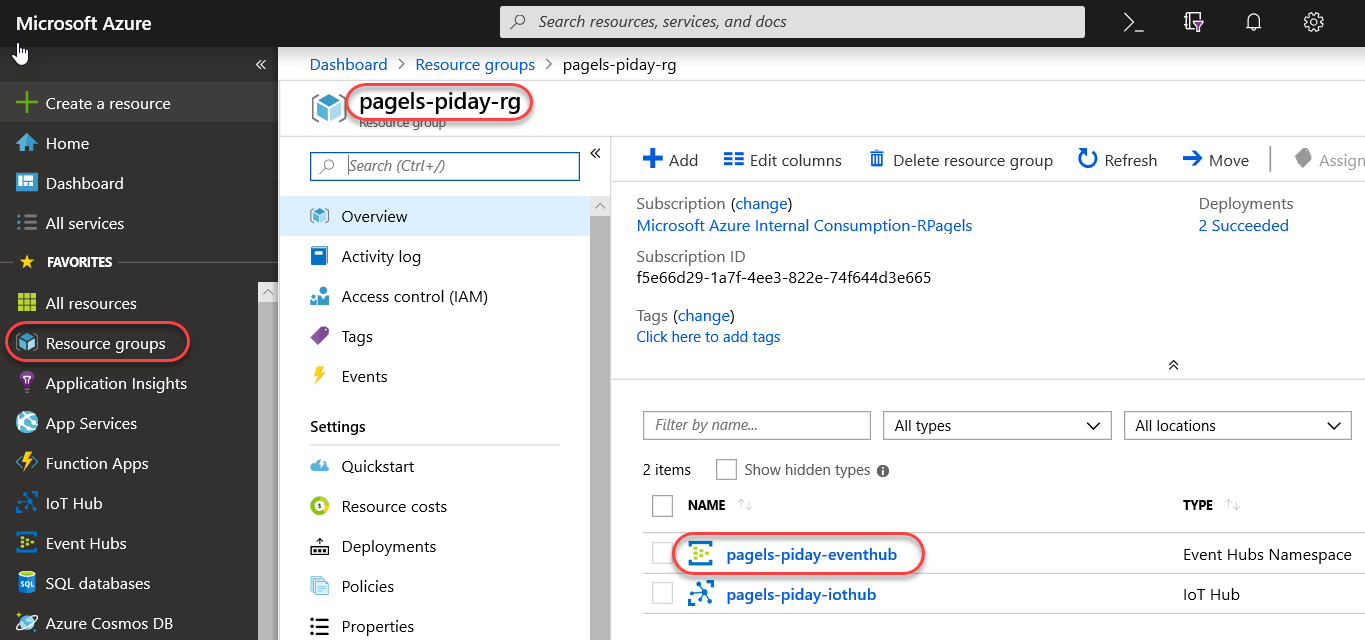 Microsoft Azure
Search resources, services, and docs
«
Create a resource
Home
Dashboard
All services
FAVORITES
All resources
Resource groups
Application Insights
App Services
Function Apps
IoT Hub
Event Hubs
SQL databases
Azure Cosmos DB
Dashboard > Resource groups > pagels-piday-rg
pagels-piday-rg
Resource group
Search (Ctrl+/)
«
Overview
Activity log
Access control (IAM)
Tags
Events
Settings
Quickstart
Resource costs
Deployments
Policies
Properties
Add Edit columns Delete resource group Refresh Move Assign
Subscription (change)
Microsoft Azure Internal Consumption-RPagels
Deployments
2 Succeeded
Subscription ID
f5e66d29-1a7f-4ee3-822e-74f644d3e665
Tags (change)
Click here to add tags
Filter by name... All types All locations
2 items Show hidden types
NAME TYPE
pagels-piday-eventhub Event Hubs Namespace
pagels-piday-iothub IoT Hub